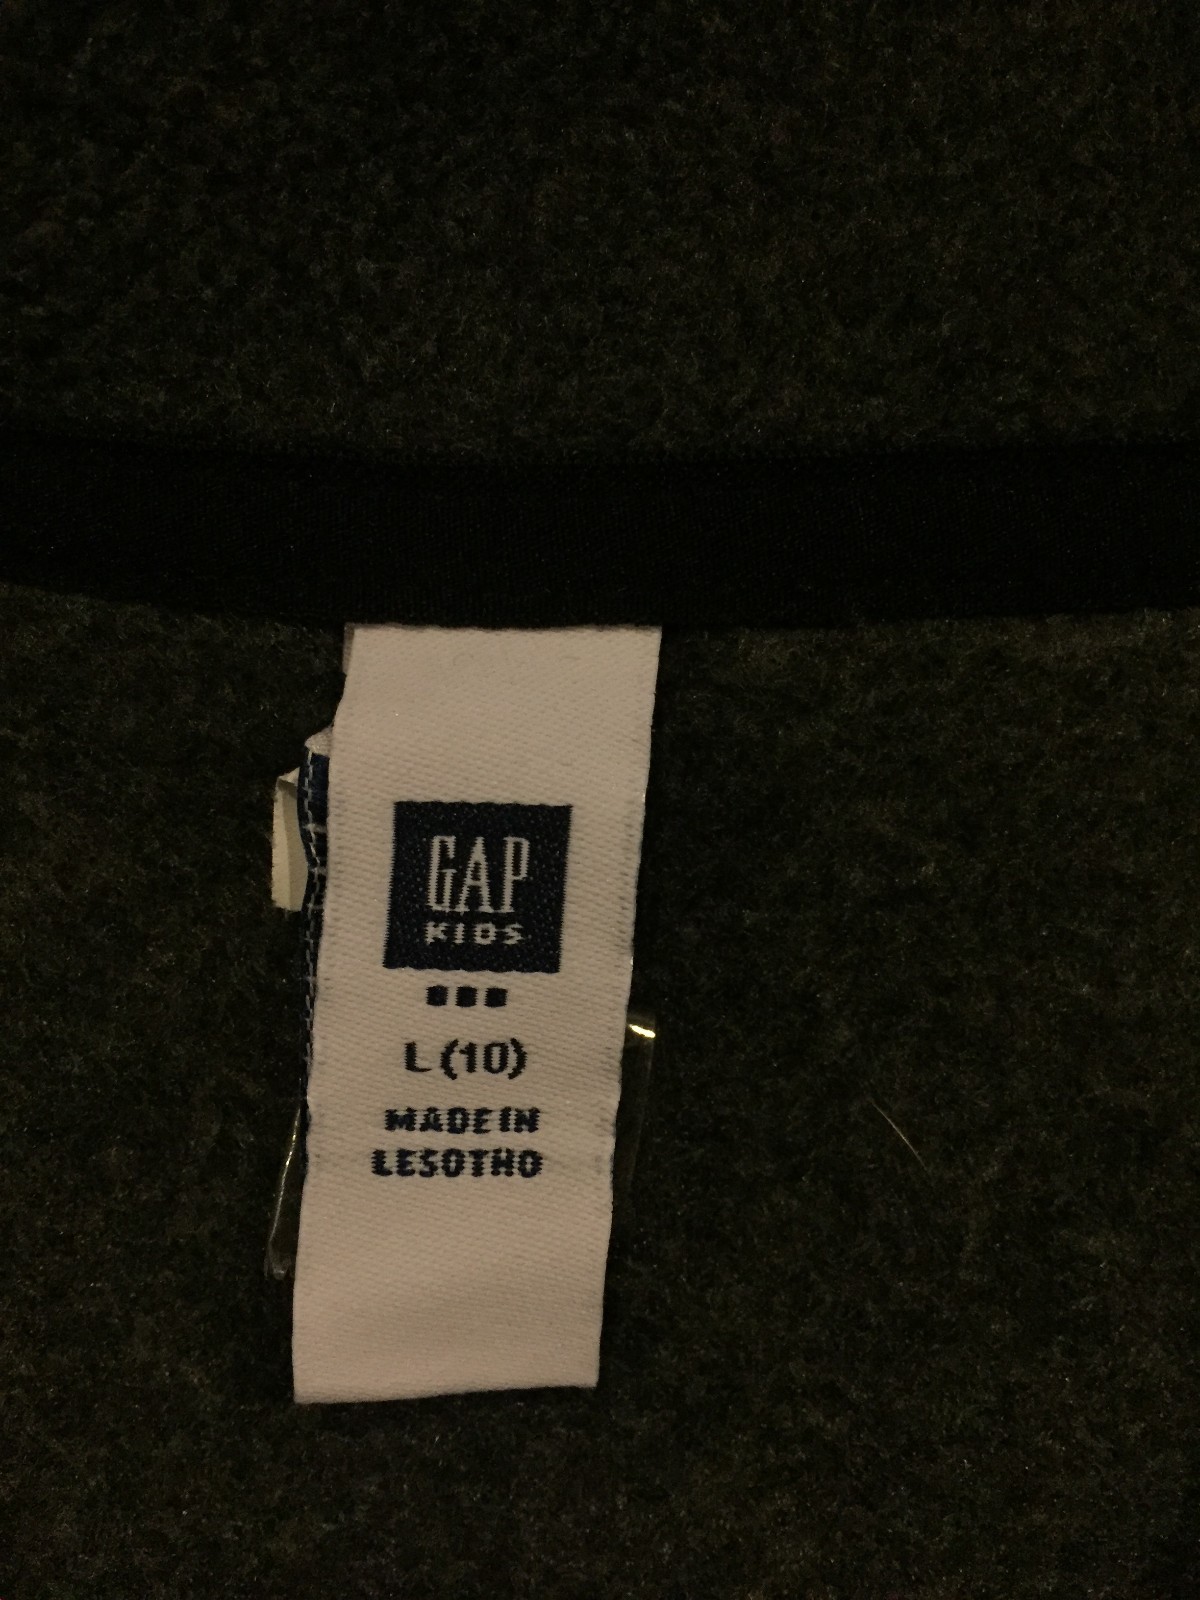 GAP
KIDS
L (10)
MADE IN
LESOTHO